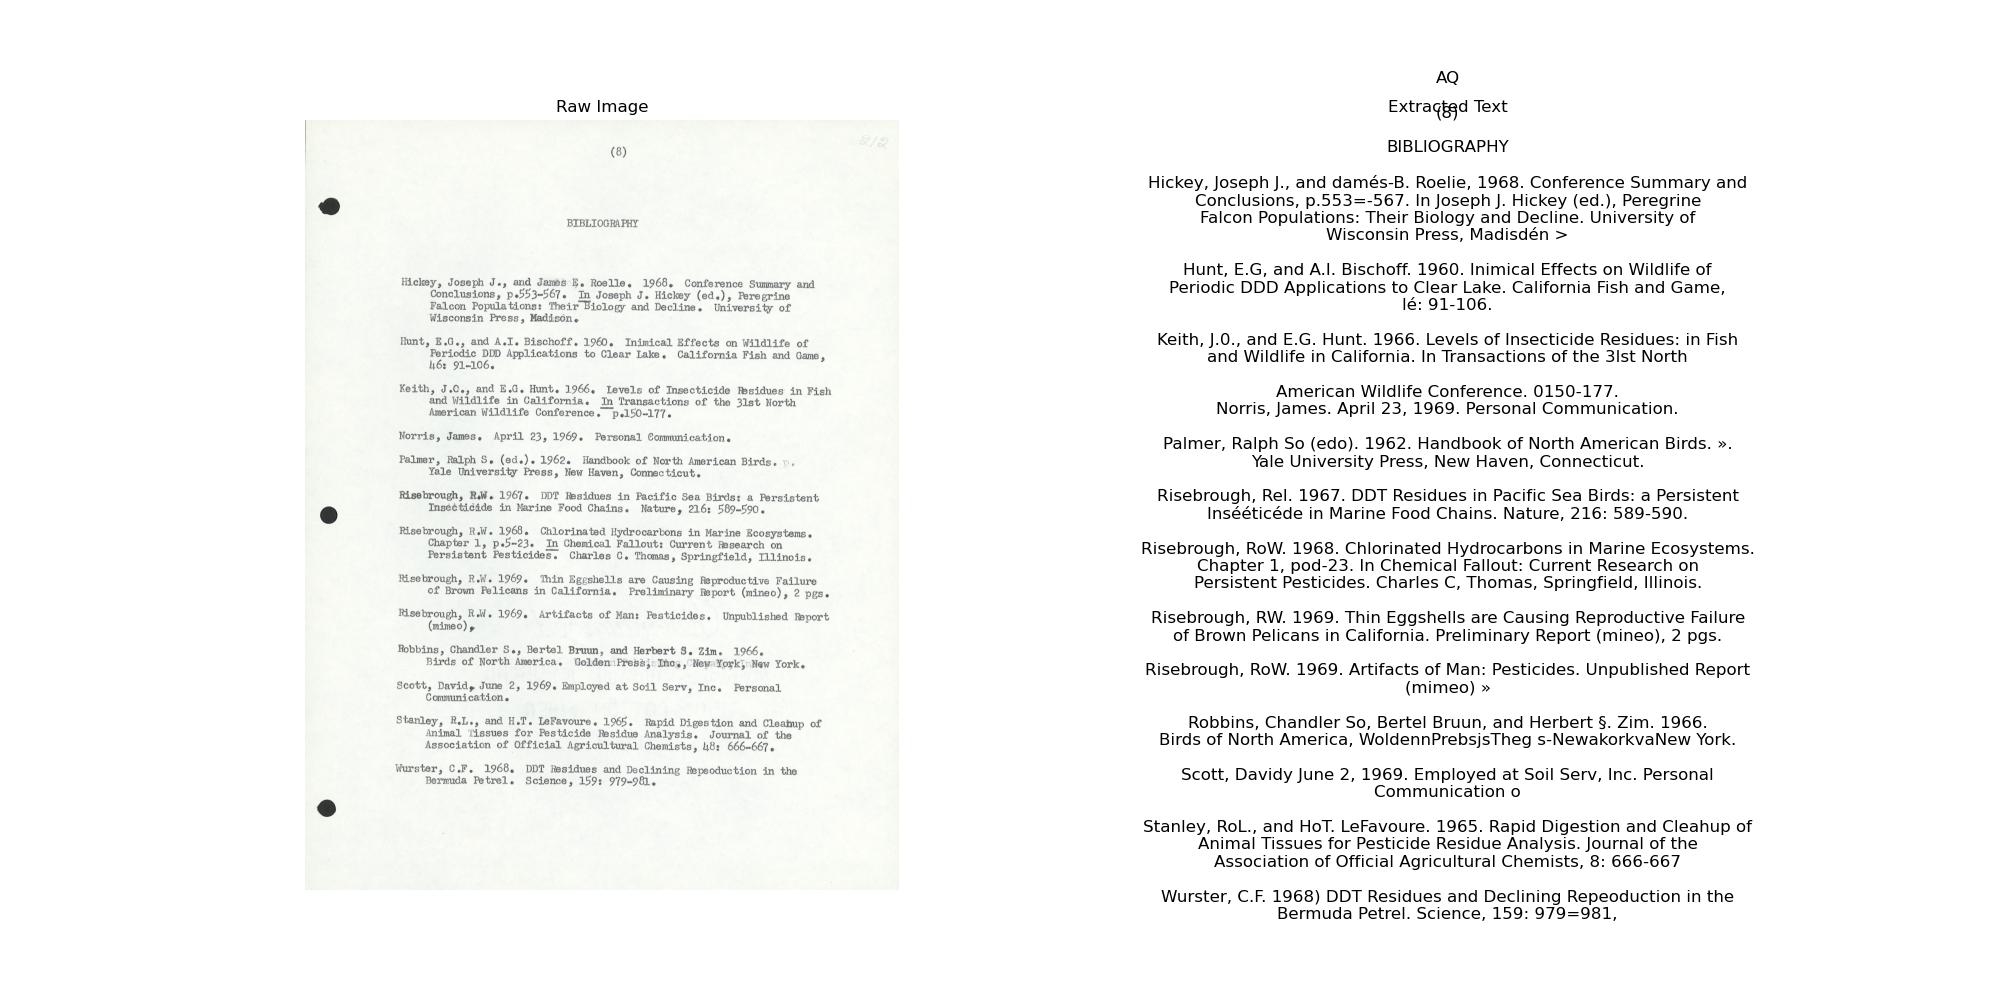 Raw Image
(8)
BIBLIOGRAPHY
Hickey, Joseph J., and James E. Roelle. 1968. Conference Summary and
Conclusions, p.553-567. In Joseph J. Hickey (ed.), Peregrine
Falcon Populations: Their Biology and Decline. University of
Wisconsin Press, Madison.
Hunt, E.G., and A.I. Bischoff. 1960. Inimical Effects on Wildlife of
Periodic DDD Applications to Clear Lake. California Fish and Game,
46: 91-106.
Keith, J.O., and E.G. Hunt. 1966. Levels of Insecticide Residues in Fish
and Wildlife in California. In Transactions of the 31st North
American Wildlife Conference. p.150-177.
Norris, James. April 23, 1969. Personal Communication.
Palmer, Ralph S. (ed.). 1962. Handbook of North American Birds.
Yale University Press, New Haven, Connecticut.
Risebrough, R.W. 1967. DDT Residues in Pacific Sea Birds: a Persistent
Insecticide in Marine Food Chains. Nature, 216: 589-590.
Risebrough, R.W. 1968. Chlorinated Hydrocarbons in Marine Ecosystems.
Chapter 1, p.5-23. In Chemical Fallout: Current Research on
Persistent Pesticides. Charles C. Thomas, Springfield, Illinois.
Risebrough, R.W. 1969. Thin Eggshells are Causing Reproductive Failure
of Brown Pelicans in California. Preliminary Report (mineo), 2 pgs.
Risebrough, R.W. 1969. Artifacts of Man: Pesticides. Unpublished Report
(mimeo),
Robbins, Chandler S., Bertel Bruun, and Herbert S. Zim. 1966.
Birds of North America. Golden Press, Inc., New York, New York.
Scott, David, June 2, 1969. Employed at Soil Serv, Inc. Personal
Communication.
Stanley, R.L., and H.T. LeFavoure. 1965. Rapid Digestion and Cleanup of
Animal Tissues for Pesticide Residue Analysis. Journal of the
Association of Official Agricultural Chemists, 48: 666-667.
Wurster, C.F. 1968. DDT Residues and Declining Repeoduction in the
Bermuda Petrel. Science, 159: 979-981.
AQ
Extracted Text
(8)
BIBLIOGRAPHY
Hickey, Joseph J., and damés-B. Roelie, 1968. Conference Summary and
Conclusions, p.553=-567. In Joseph J. Hickey (ed.), Peregrine
Falcon Populations: Their Biology and Decline. University of
Wisconsin Press, Madisdén >
Hunt, E.G, and A.I. Bischoff. 1960. Inimical Effects on Wildlife of
Periodic DDD Applications to Clear Lake. California Fish and Game,
lé: 91-106.
Keith, J.0., and E.G. Hunt. 1966. Levels of Insecticide Residues: in Fish
and Wildlife in California. In Transactions of the 3lst North
American Wildlife Conference. 0150-177.
Norris, James. April 23, 1969. Personal Communication.
Palmer, Ralph So (edo). 1962. Handbook of North American Birds. ».
Yale University Press, New Haven, Connecticut.
Risebrough, Rel. 1967. DDT Residues in Pacific Sea Birds: a Persistent
Inséétićéde in Marine Food Chains. Nature, 216: 589-590.
Risebrough, RoW. 1968. Chlorinated Hydrocarbons in Marine Ecosystems.
Chapter 1, pod-23. In Chemical Fallout: Current Research on
Persistent Pesticides. Charles C, Thomas, Springfield, Illinois.
Risebrough, RW. 1969. Thin Eggshells are Causing Reproductive Failure
of Brown Pelicans in California. Preliminary Report (mineo), 2 pgs.
Risebrough, RoW. 1969. Artifacts of Man: Pesticides. Unpublished Report
(mimeo) »
Robbins, Chandler So, Bertel Bruun, and Herbert §. Zim. 1966.
Birds of North America, WoldennPrebsjsTheg s-NewakorkvaNew York.
Scott, Davidy June 2, 1969. Employed at Soil Serv, Inc. Personal
Communication o
Stanley, RoL., and HoT. LeFavoure. 1965. Rapid Digestion and Cleahup of
Animal Tissues for Pesticide Residue Analysis. Journal of the
Association of Official Agricultural Chemists, 8: 666-667
Wurster, C.F. 1968) DDT Residues and Declining Repeoduction in the
Bermuda Petrel. Science, 159: 979=981,